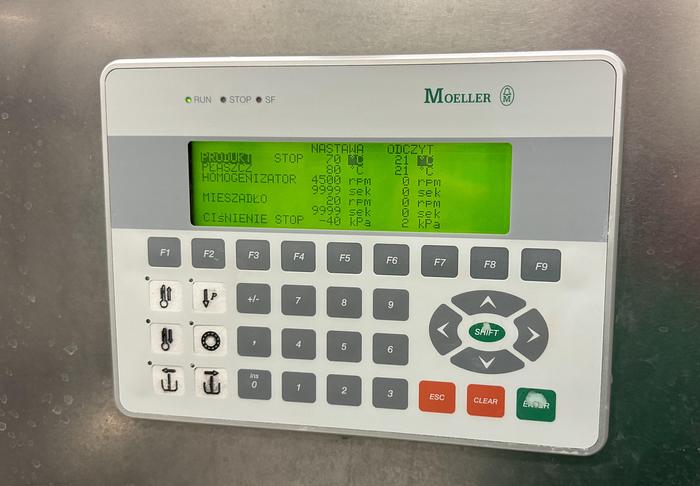 RUN STOP SF
MOELLER
M
NASTAWA ODCZYT
PRODUKT STOP 70 °C 21 °C
PŁASZCZ 80 °C 21 °C
HOMOGENIZATOR 4500 rpm 0 rpm
9999 sek 0 sek
MIESZADŁO 20 rpm 0 rpm
9999 sek 0 sek
CIŚNIENIE STOP -40 kPa 2 kPa
F1 F2 F3 F4 F5 F6 F7 F8 F9
P +/- 7 8 9
, 4 5 6 SHIFT
ins 0 1 2 3 ESC CLEAR ENTER